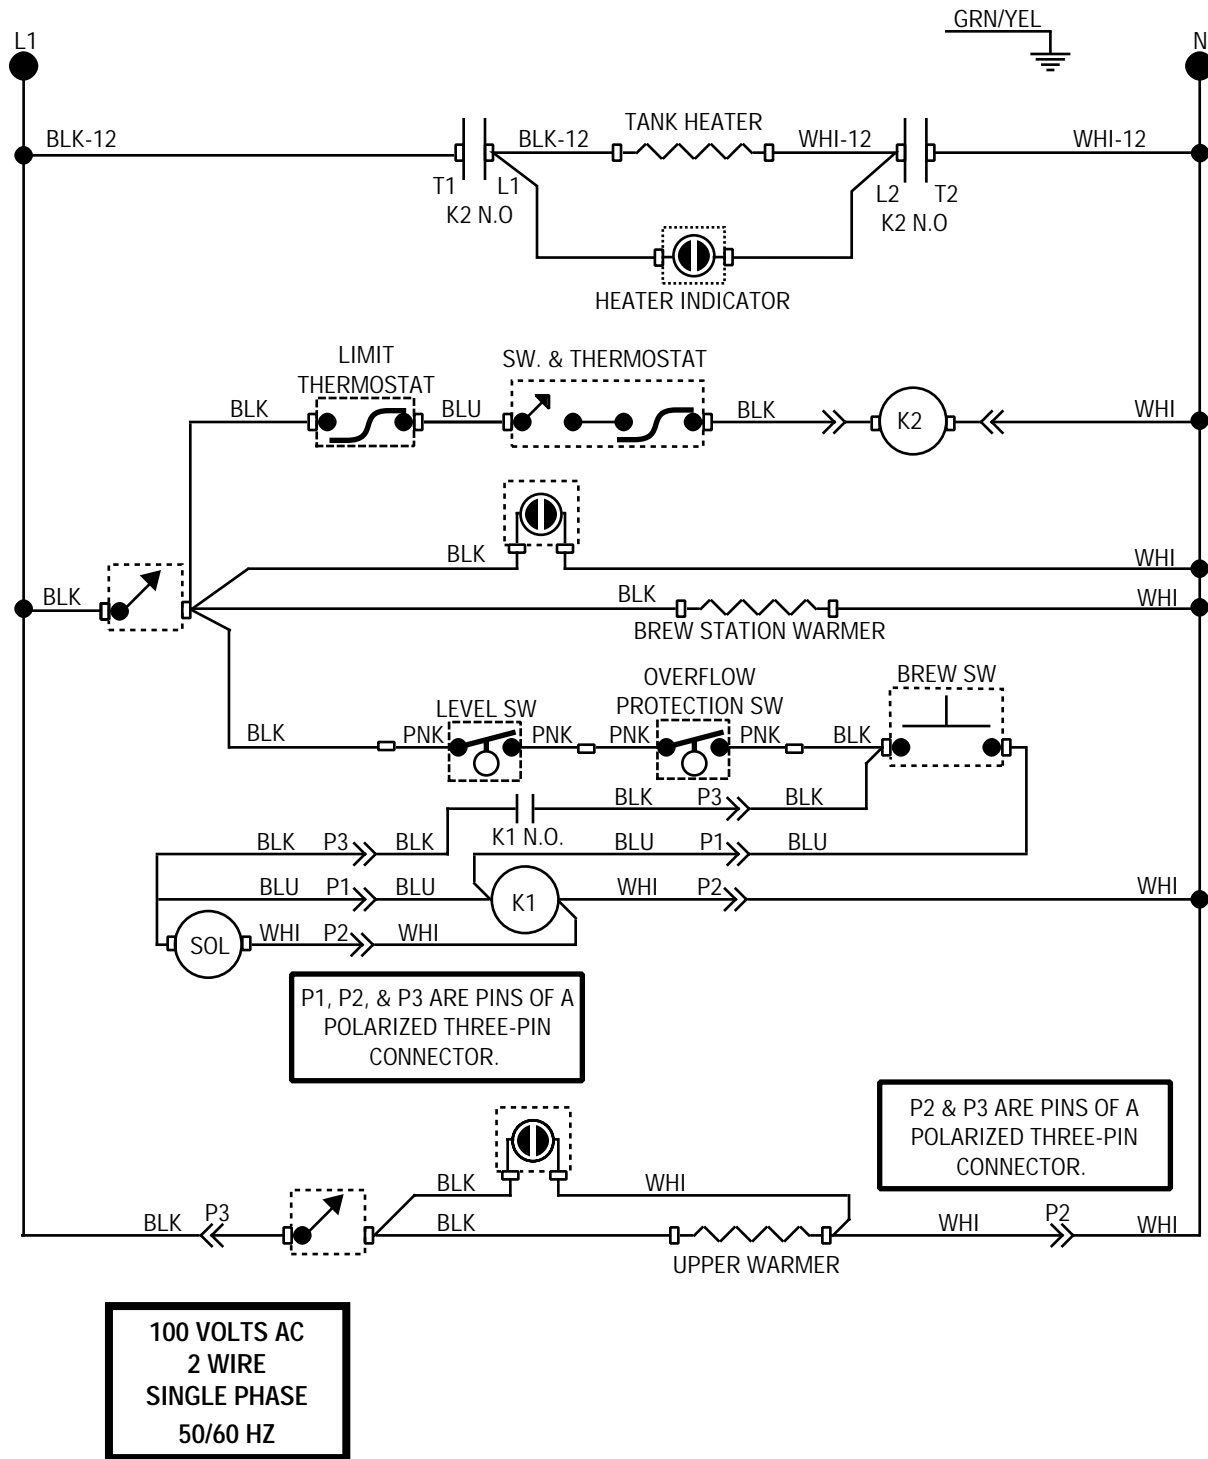 GRN/YEL
L1
N
BLK-12
BLK-12
TANK HEATER
WHI-12
WHI-12
T1
L1
K2 N.O
L2
T2
K2 N.O
HEATER INDICATOR
LIMIT
THERMOSTAT
SW. & THERMOSTAT
BLK
BLU
BLK
K2
WHI
BLK
WHI
BLK
BLK
WHI
BREW STATION WARMER
OVERFLOW
PROTECTION SW
BREW SW
LEVEL SW
BLK
PNK
PNK
PNK
PNK
BLK
K1 N.O.
BLK
P3
BLK
BLK
P3
BLK
BLU
P1
BLU
BLU
P1
BLU
K1
WHI
P2
WHI
SOL
WHI
P2
WHI
P1, P2, & P3 ARE PINS OF A
POLARIZED THREE-PIN
CONNECTOR.
P2 & P3 ARE PINS OF A
POLARIZED THREE-PIN
CONNECTOR.
BLK
WHI
BLK
P3
BLK
WHI
P2
WHI
UPPER WARMER
100 VOLTS AC
2 WIRE
SINGLE PHASE
50/60 HZ